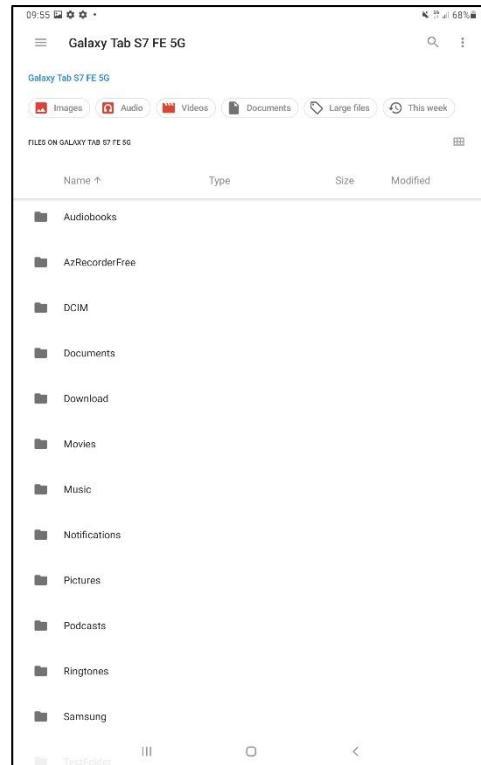 09:55 68%
Galaxy Tab S7 FE 5G
Galaxy Tab S7 FE 5G
Images Audio Videos Documents Large files This week
FILES ON GALAXY TAB S7 FE 5G
Name ↑ Type Size Modified
Audiobooks
AzRecorderFree
DCIM
Documents
Download
Movies
Music
Notifications
Pictures
Podcasts
Ringtones
Samsung
TestFolder